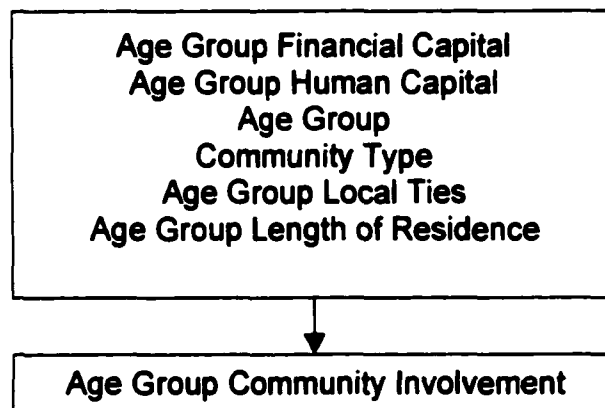 Age Group Financial Capital
Age Group Human Capital
Age Group
Community Type
Age Group Local Ties
Age Group Length of Residence
Age Group Community Involvement